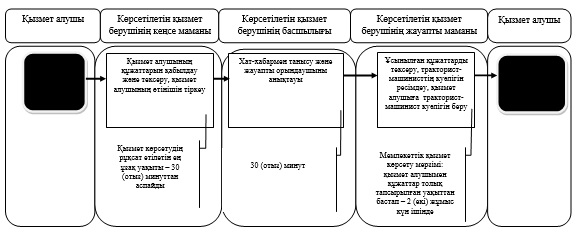 Қызмет алушы
Көрсетілетін қызмет
берушінің кеңсе маманы
Көрсетілетін қызмет
берушінің басшылығы
Көрсетілетін қызмет
берушінің жауапты маманы
Қызмет алушы
Қызмет алушының
құжаттарын қабылдау
және тексеру, қызмет
алушының өтінішін тіркеу
Хат-хабармен танысу және
жауапты орындаушыны
анықтауы
Ұсынылған құжаттарды
тексеру, тракторист-
машинисттің куәлігін
ресімдеу, қызмет
алушыға тракторист-
машинист куәлігін беру
Қызмет көрсетудің
рұқсат етілетін ең
ұзақ уақыты – 30
(отыз) минуттан
аспайды
30 (отыз) минут
Мемлекеттік қызмет
көрсету мерзімі:
қызмет алушымен
құжаттар толық
тапсырылған уақыттан
бастап – 2 (екі) жұмыс
күн ішінде